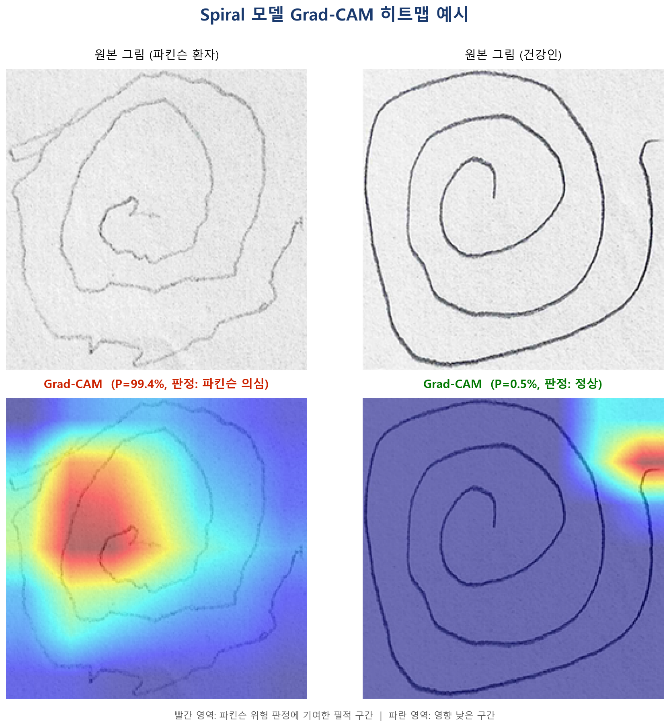 Spiral 모델 Grad-CAM 히트맵 예시
원본 그림 (파킨슨 환자)
원본 그림 (건강인)
Grad-CAM (P=99.4%, 판정: 파킨슨 의심)
Grad-CAM (P=0.5%, 판정: 정상)
빨간 영역: 파킨슨 위험 판정에 기여한 필적 구간 | 파란 영역: 영향 낮은 구간